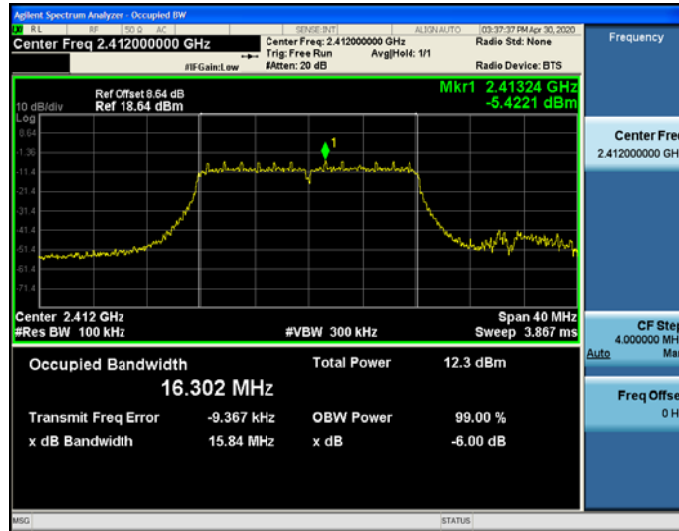 Agilent Spectrum Analyzer - Occupied BW
LXI RL RF 50 Ω AC SENSE:INT ALIGN AUTO 03:37:37 PM Apr 30, 2020
Center Freq 2.412000000 GHz
Center Freq: 2.412000000 GHz
Radio Std: None
Trig: Free Run Avg|Hold: 1/1
#IFGain:Low #Atten: 20 dB Radio Device: BTS
Frequency
Ref Offset 8.64 dB
10 dB/div Ref 18.64 dBm
Mkr1 2.41324 GHz
-5.4221 dBm
Log
8.64
-1.36
-11.4
-21.4
-31.4
-41.4
-51.4
-61.4
-71.4
1
Center 2.412 GHz Span 40 MHz
#Res BW 100 kHz #VBW 300 kHz Sweep 3.867 ms
Occupied Bandwidth Total Power 12.3 dBm
16.302 MHz
Transmit Freq Error -9.367 kHz OBW Power 99.00 %
x dB Bandwidth 15.84 MHz x dB -6.00 dB
Center Fre
2.412000000 GH
CF Step
4.000000 MH
Auto Ma
Freq Offse
0 H
MSG STATUS